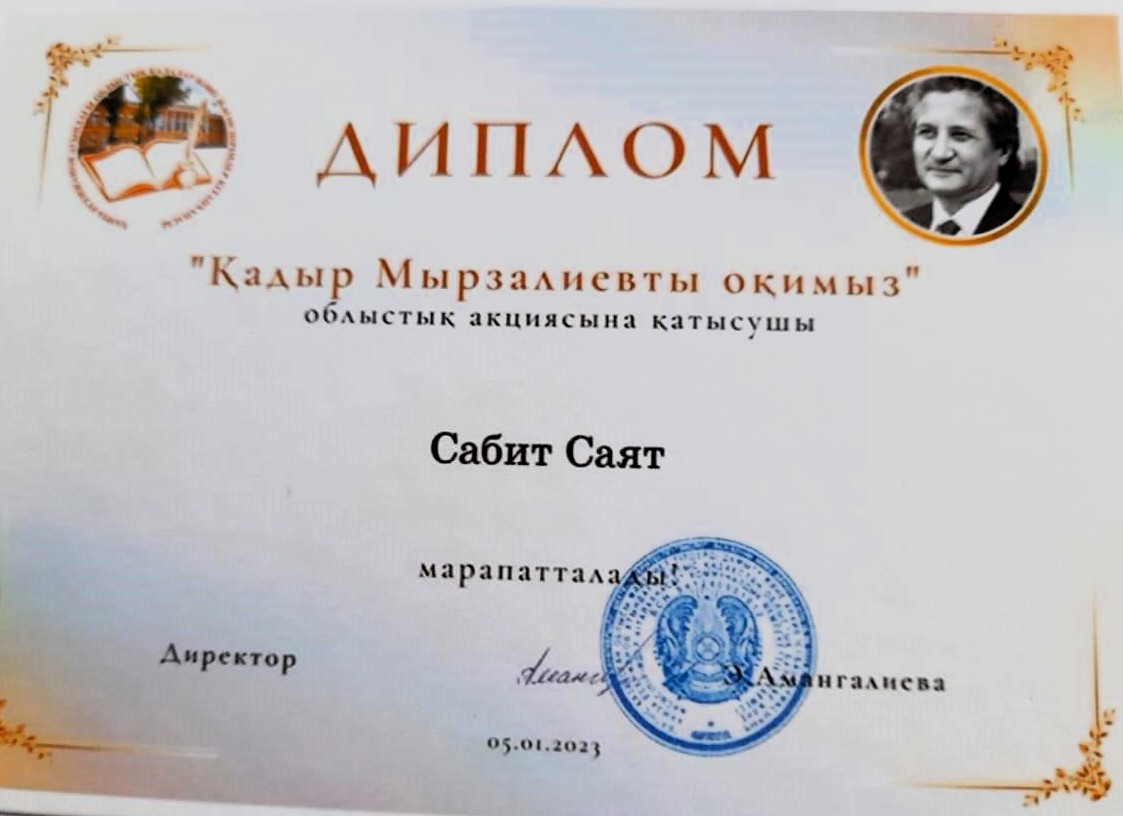 ДИПЛОМ
"Қадыр Мырзалиевты оқимыз"
облыстық акциясына қатысушы
Сабит Саят
марапатталады!
Директор
Э.Амангалиева
05.01.2023